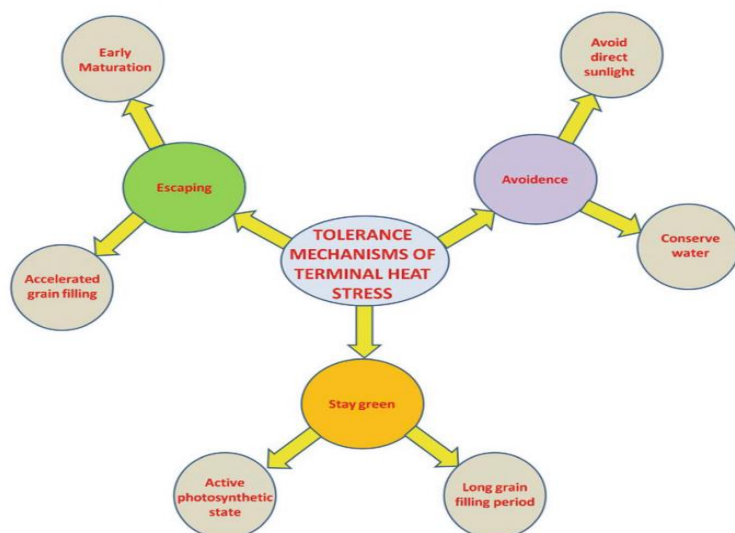 Early
Maturation
Avoid
direct
sunlight
Escaping
Avoidence
TOLERANCE
MECHANISMS OF
TERMINAL HEAT
STRESS
Conserve
water
Accelerated
grain filling
Stay green
Active
photosynthetic
state
Long grain
filling period